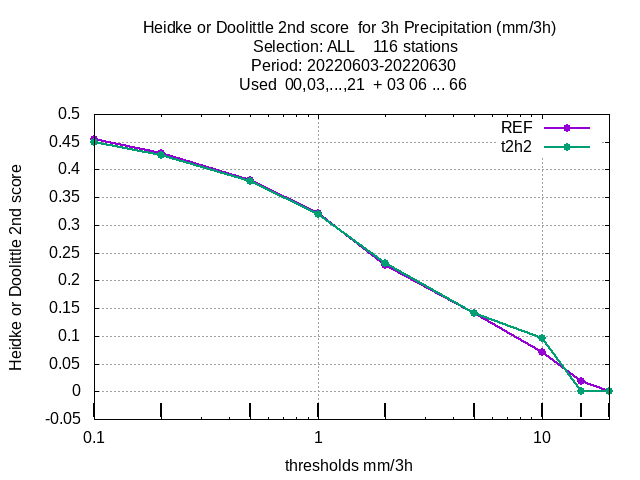 Heidke or Doolittle 2nd score  for 3h Precipitation (mm/3h)
Selection: ALL    116 stations
Period: 20220603-20220630
Used  00,03,...,21  + 03 06 ... 66
REF
t2h2
0.5
0.45
0.4
0.35
0.3
0.25
0.2
0.15
0.1
0.05
0
-0.05
Heidke or Doolittle 2nd score
0.1
1
10
thresholds mm/3h